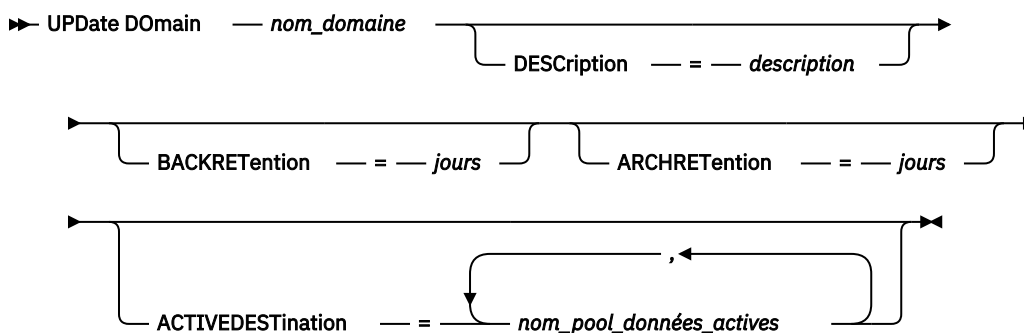 UPDate DOmain nom_domaine
DESCription = description
BACKRETention = jours ARCHRETention = jours
,
ACTIVEDESTination = nom_pool_données_actives